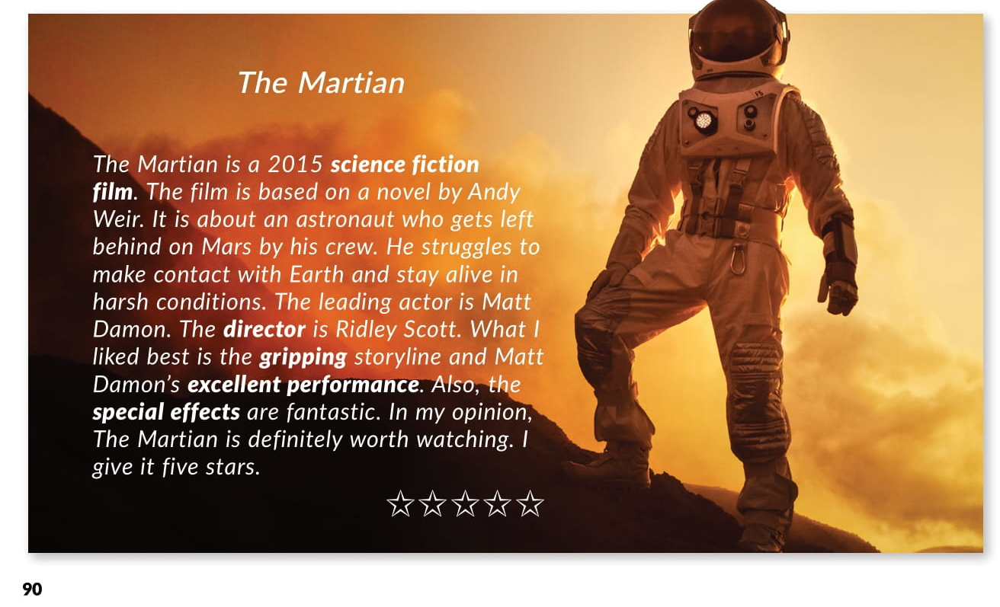 The Martian
The Martian is a 2015 science fiction
film. The film is based on a novel by Andy
Weir. It is about an astronaut who gets left
behind on Mars by his crew. He struggles to
make contact with Earth and stay alive in
harsh conditions. The leading actor is Matt
Damon. The director is Ridley Scott. What I
liked best is the gripping storyline and Matt
Damon's excellent performance. Also, the
special effects are fantastic. In my opinion,
The Martian is definitely worth watching. I
give it five stars.
F5
90